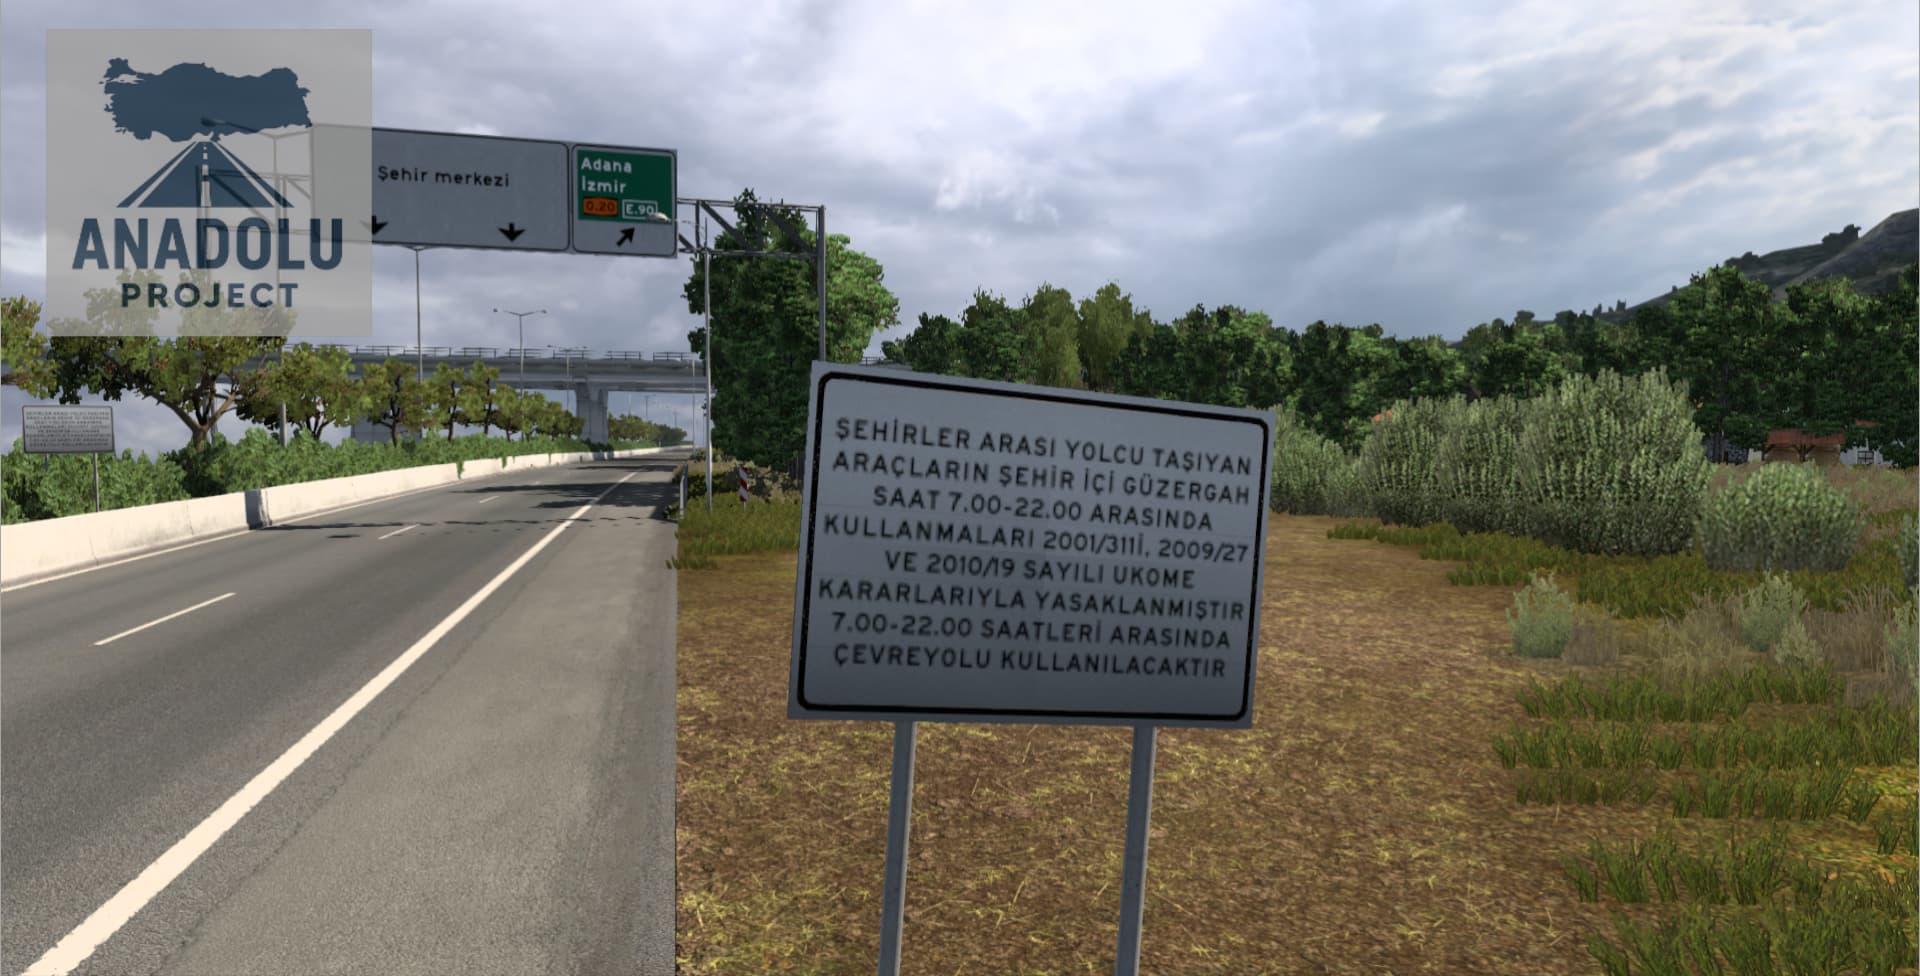 ANADOLU
PROJECT
Şehir merkezi
Adana
İzmir
0.20 E.90
ŞEHİRLER ARASI YOLCU TAŞIYAN
ARAÇLARIN ŞEHİR İÇİ GÜZERGAH
SAAT 7.00-22.00 ARASINDA
KULLANMALARI 2001/311İ, 2009/27
VE 2010/19 SAYILI UKOME
KARARLARIYLA YASAKLANMIŞTIR
7.00-22.00 SAATLERİ ARASINDA
ÇEVREYOLU KULLANILACAKTIR